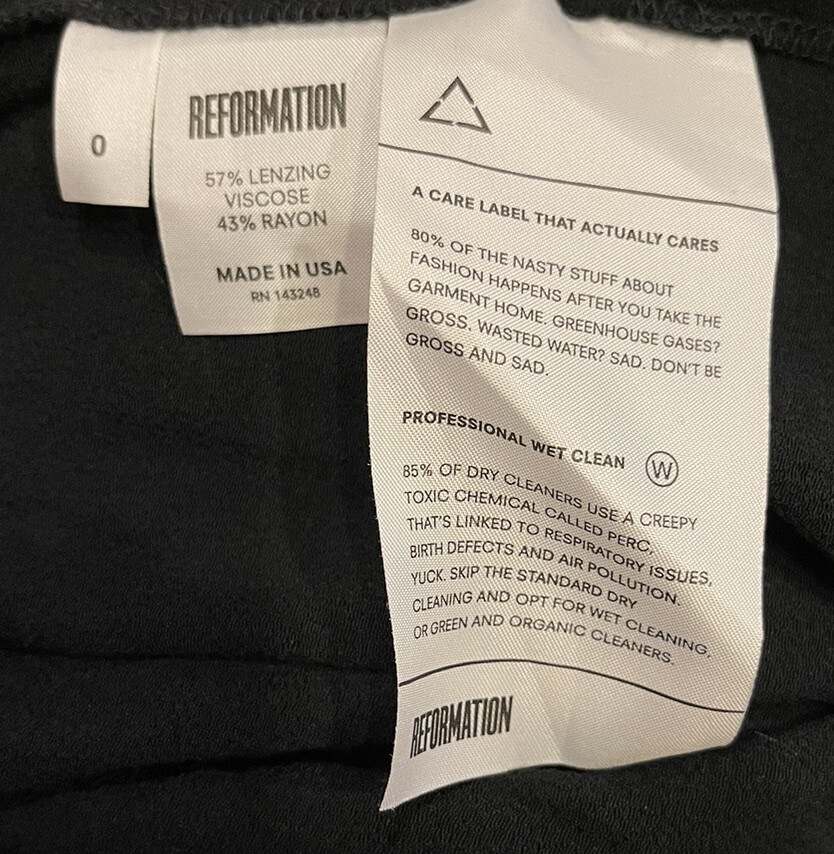 0
REFORMATION
57% LENZING
VISCOSE
43% RAYON
MADE IN USA
RN 143248
A CARE LABEL THAT ACTUALLY CARES
80% OF THE NASTY STUFF ABOUT
FASHION HAPPENS AFTER YOU TAKE THE
GARMENT HOME. GREENHOUSE GASES?
GROSS. WASTED WATER? SAD. DON'T BE
GROSS AND SAD.
PROFESSIONAL WET CLEAN W
85% OF DRY CLEANERS USE A CREEPY
TOXIC CHEMICAL CALLED PERC,
THAT'S LINKED TO RESPIRATORY ISSUES,
BIRTH DEFECTS AND AIR POLLUTION.
YUCK. SKIP THE STANDARD DRY
CLEANING AND OPT FOR WET CLEANING,
OR GREEN AND ORGANIC CLEANERS.
REFORMATION